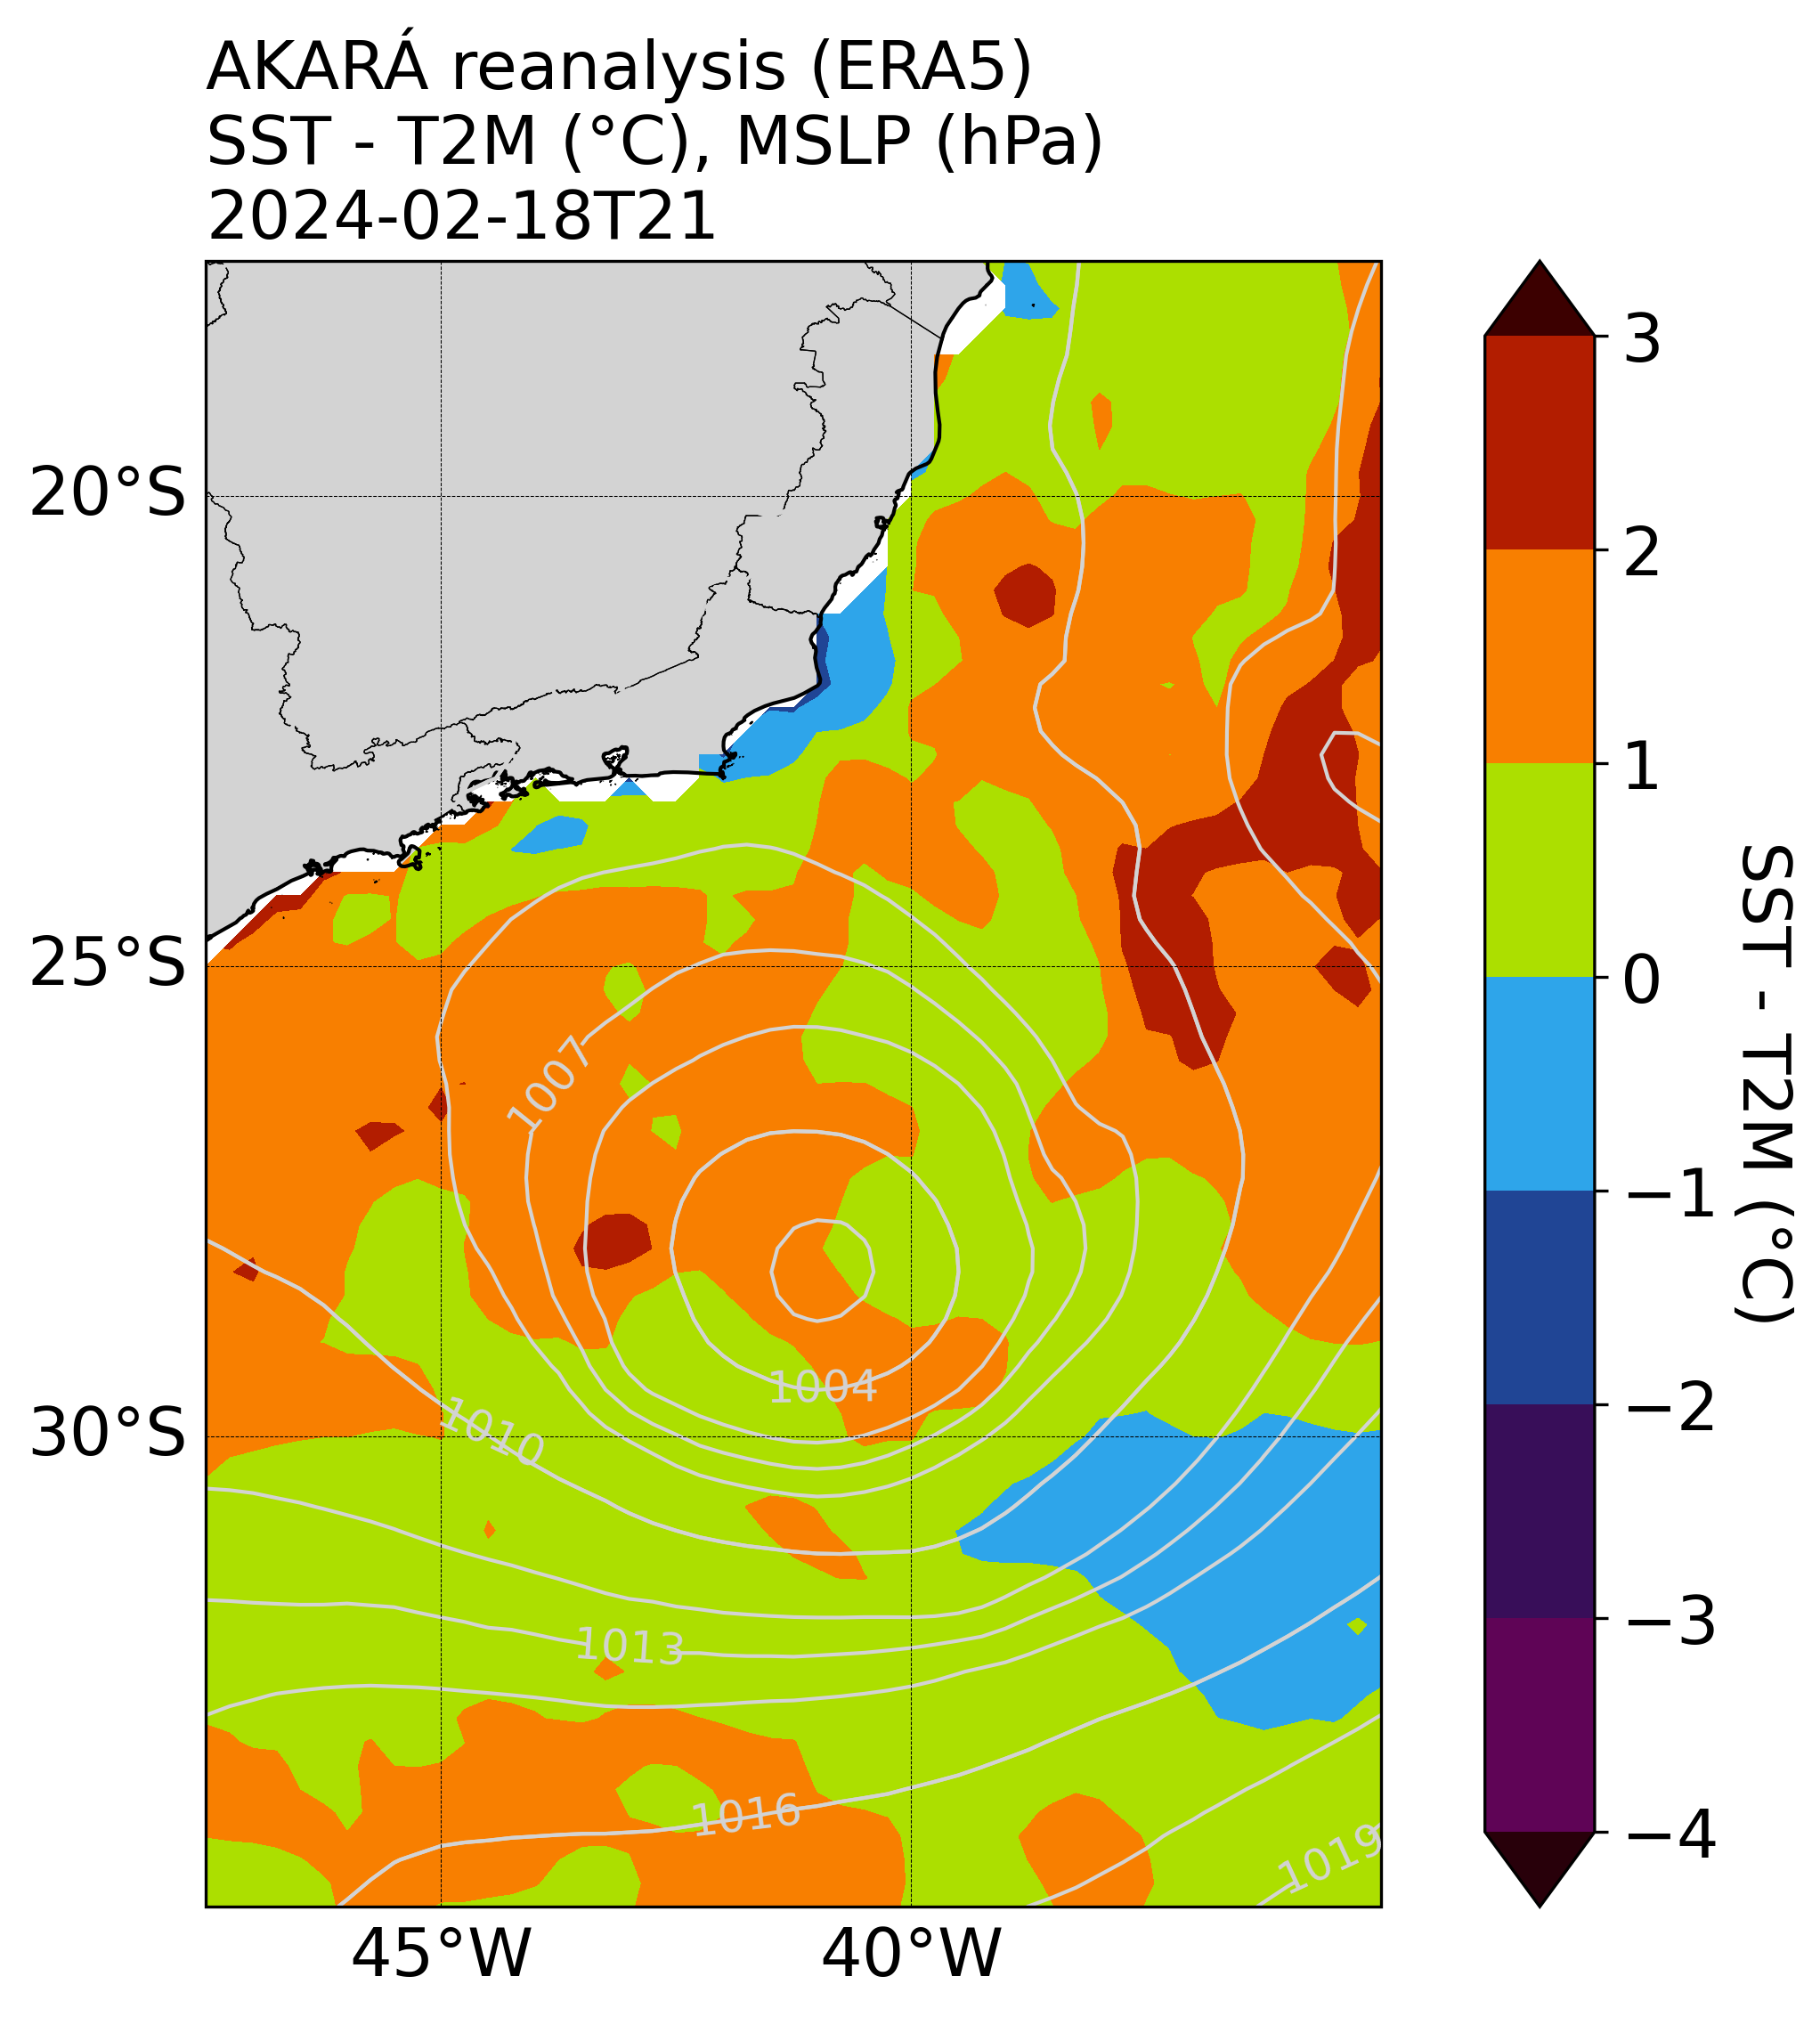 AKARÁ reanalysis (ERA5)
SST - T2M (°C), MSLP (hPa)
2024-02-18T21
20°S
25°S
30°S
45°W
40°W
1007
1004
1010
1013
1016
1019
3
2
1
0
−1
−2
−3
−4
SST - T2M (°C)